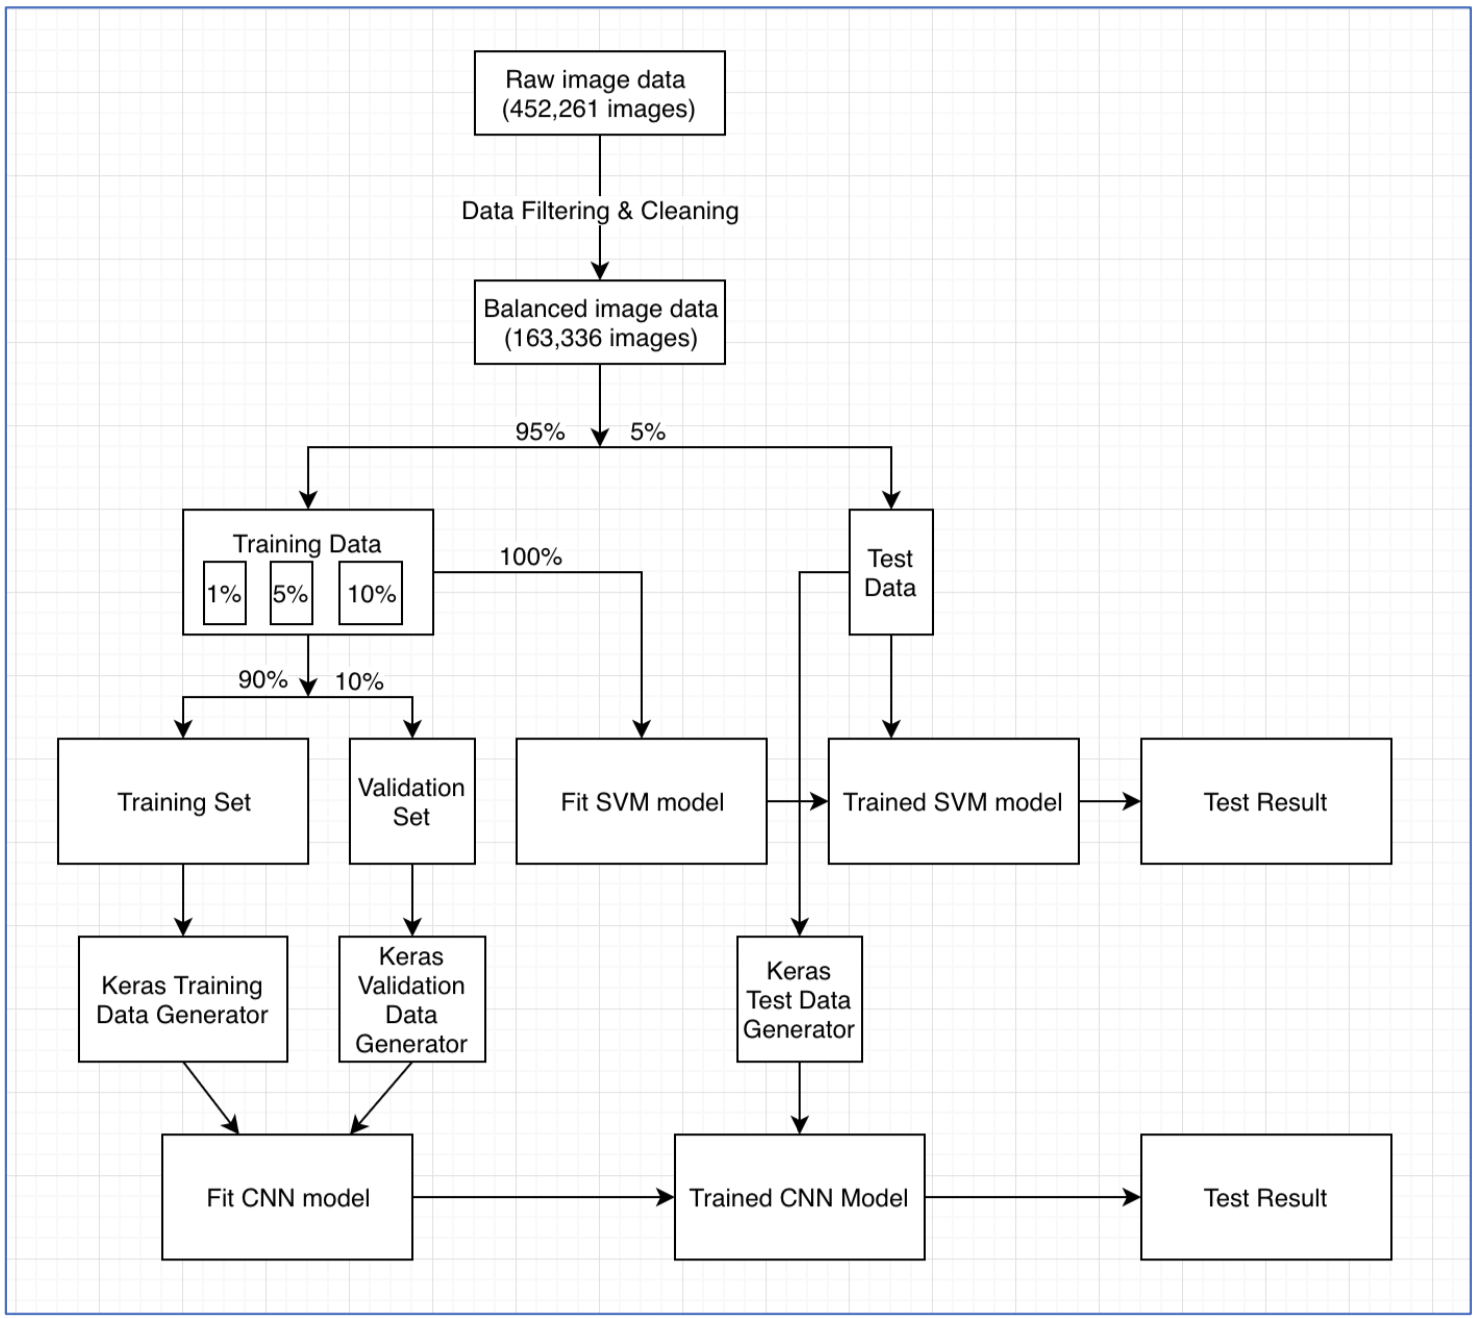 Raw image data
(452,261 images)
Data Filtering & Cleaning
Balanced image data
(163,336 images)
95%
5%
Training Data
1%
5%
10%
100%
Test
Data
90%
10%
Training Set
Validation
Set
Fit SVM model
Trained SVM model
Test Result
Keras Training
Data Generator
Keras
Validation
Data
Generator
Keras
Test Data
Generator
Fit CNN model
Trained CNN Model
Test Result